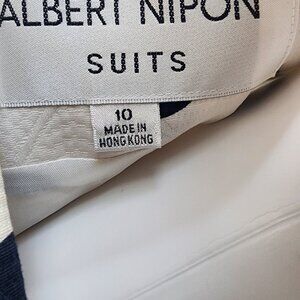 ALBERT NIPON
SUITS
10
MADE IN
HONG KONG